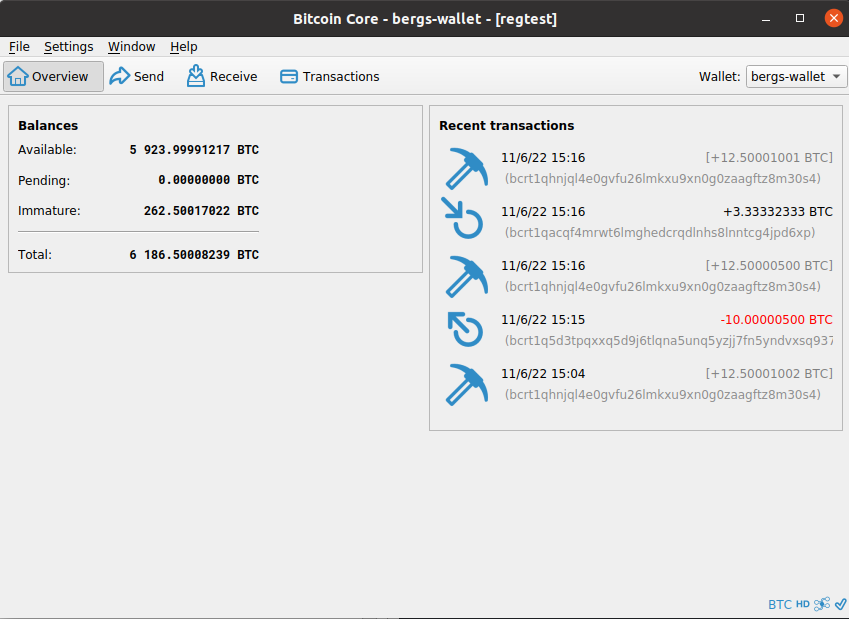 Bitcoin Core - bergs-wallet - [regtest]
File Settings Window Help
Overview Send Receive Transactions Wallet: bergs-wallet
Balances
Available: 5 923.99991217 BTC
Pending: 0.00000000 BTC
Immature: 262.50017022 BTC
Total: 6 186.50008239 BTC
Recent transactions
11/6/22 15:16 [+12.50001001 BTC]
(bcrt1qhnjql4e0gvfu26lmkxu9xn0g0zaagftz8m30s4)
11/6/22 15:16 +3.33332333 BTC
(bcrt1qacqf4mrwt6lmghedcrqdlnhs8lnntcg4jpd6xp)
11/6/22 15:16 [+12.50000500 BTC]
(bcrt1qhnjql4e0gvfu26lmkxu9xn0g0zaagftz8m30s4)
11/6/22 15:15 -10.00000500 BTC
(bcrt1q5d3tpqxxq5d9j6tlqna5unq5yzjj7fn5yndvxsq937
11/6/22 15:04 [+12.50001002 BTC]
(bcrt1qhnjql4e0gvfu26lmkxu9xn0g0zaagftz8m30s4)
BTC HD